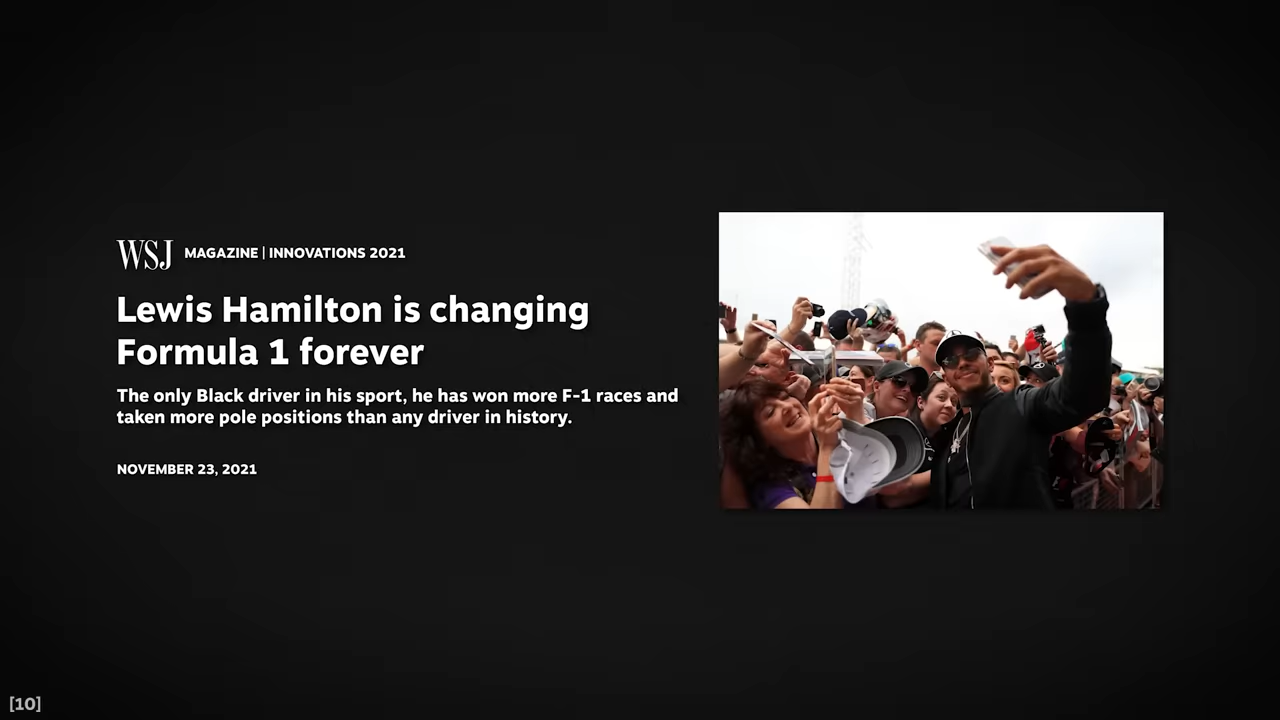 WSJ MAGAZINE | INNOVATIONS 2021
Lewis Hamilton is changing
Formula 1 forever
The only Black driver in his sport, he has won more F-1 races and
taken more pole positions than any driver in history.
NOVEMBER 23, 2021
[10]